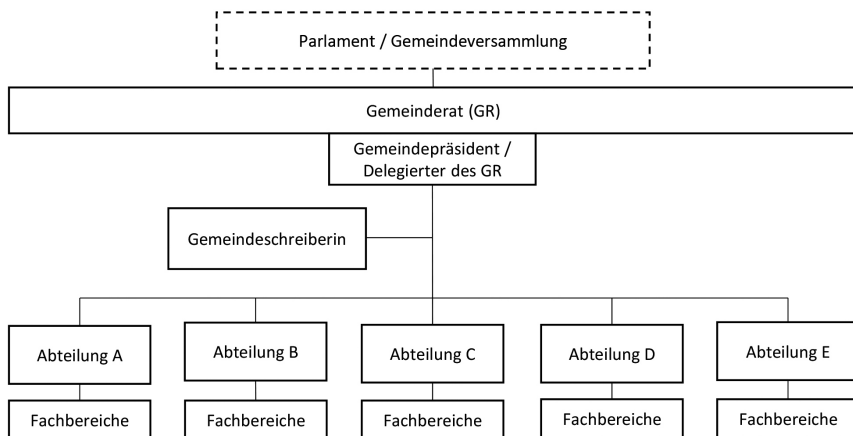 Parlament / Gemeindeversammlung
Gemeinderat (GR)
Gemeindepräsident /
Delegierter des GR
Gemeindeschreiberin
Abteilung A
Abteilung B
Abteilung C
Abteilung D
Abteilung E
Fachbereiche
Fachbereiche
Fachbereiche
Fachbereiche
Fachbereiche